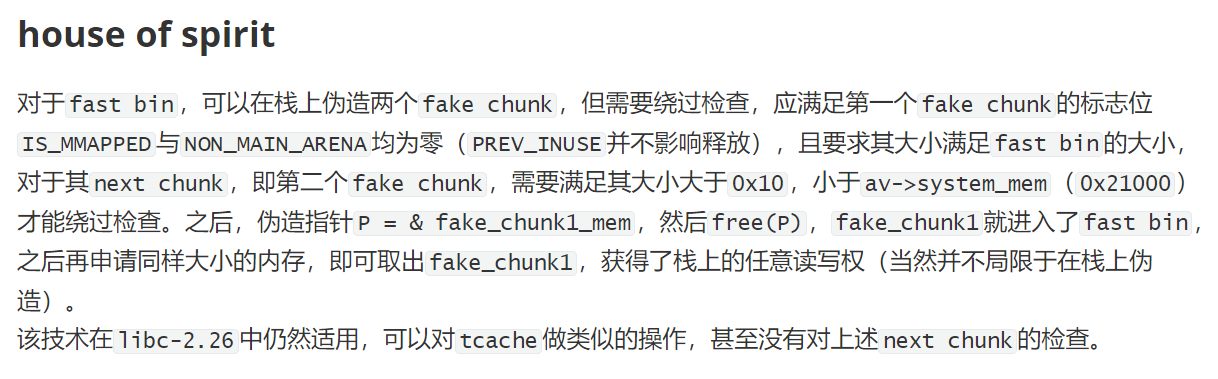 house of spirit
对于fast bin，可以在栈上伪造两个fake chunk，但需要绕过检查，应满足第一个fake chunk的标志位
IS_MMAPPED与NON_MAIN_ARENA均为零（PREV_INUSE并不影响释放），且要求其大小满足fast bin的大小，
对于其next chunk，即第二个fake chunk，需要满足其大小大于0x10，小于av->system_mem（0x21000）
才能绕过检查。之后，伪造指针P = & fake_chunk1_mem，然后free(P)，fake_chunk1就进入了fast bin，
之后再申请同样大小的内存，即可取出fake_chunk1，获得了栈上的任意读写权（当然并不局限于在栈上伪
造）。
该技术在libc-2.26中仍然适用，可以对tcache做类似的操作，甚至没有对上述next chunk的检查。